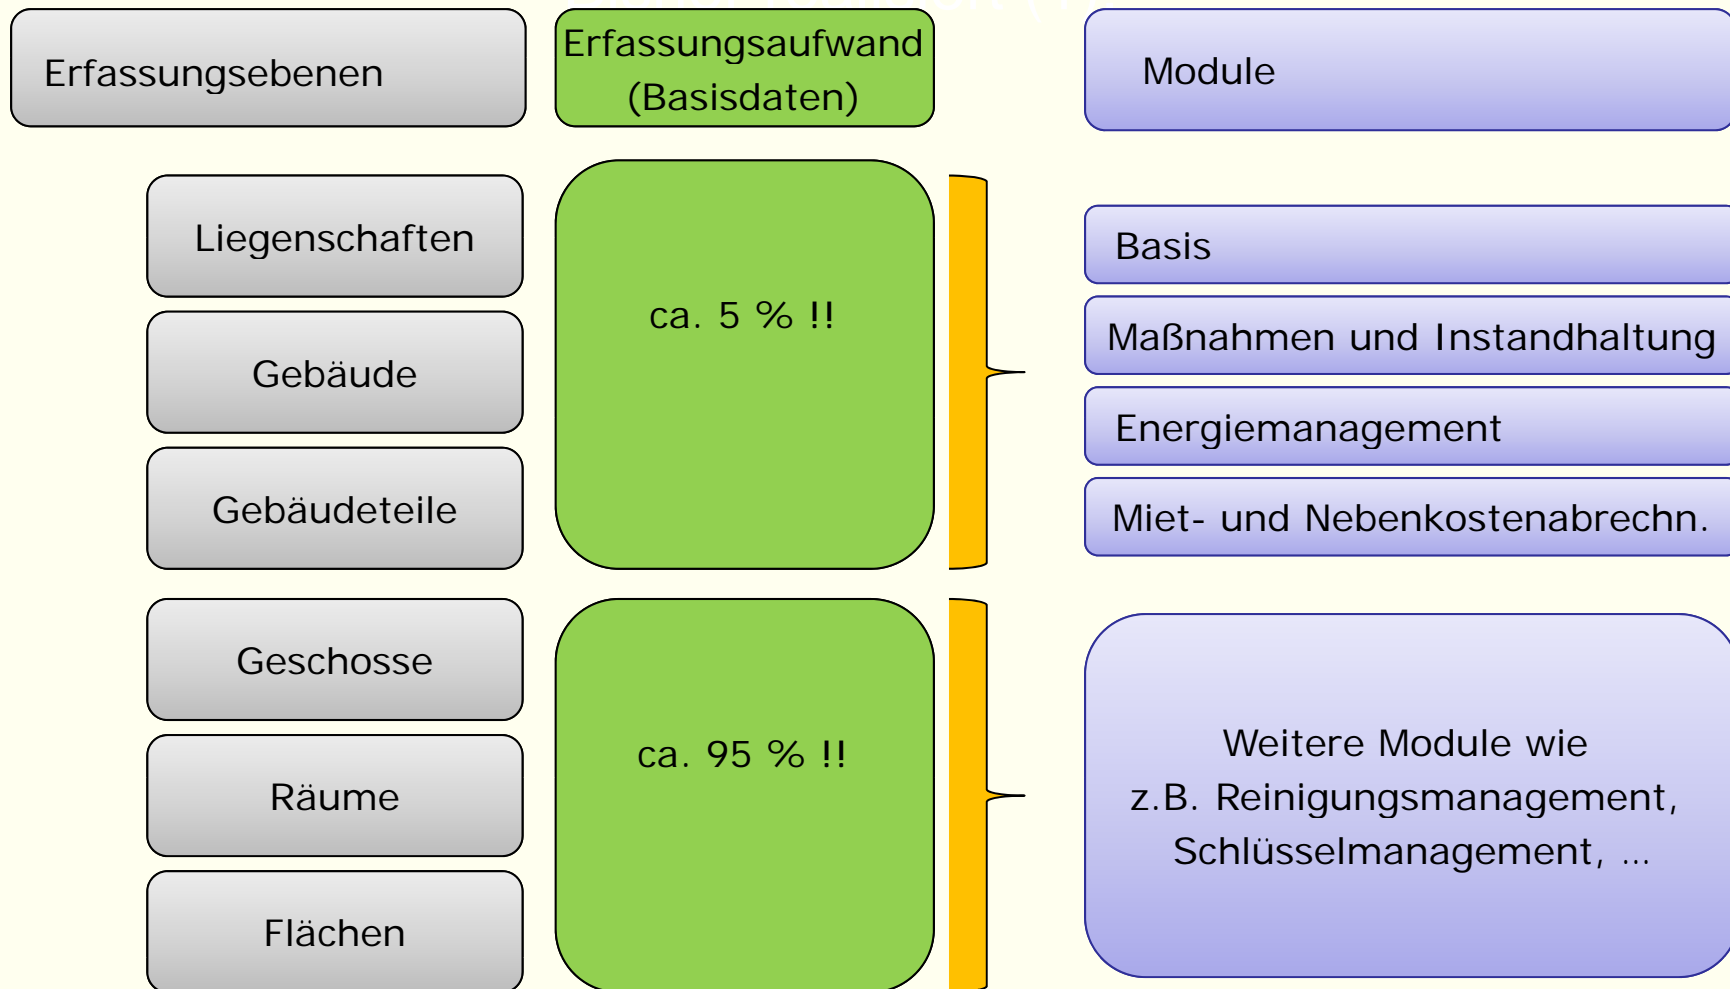 Erfassungsebenen
Erfassungsaufwand
(Basisdaten)
Module
Liegenschaften
Gebäude
Gebäudeteile
ca. 5 % !!
Basis
Maßnahmen und Instandhaltung
Energiemanagement
Miet- und Nebenkostenabrechn.
Geschosse
Räume
Flächen
ca. 95 % !!
Weitere Module wie
z.B. Reinigungsmanagement,
Schlüsselmanagement, ...